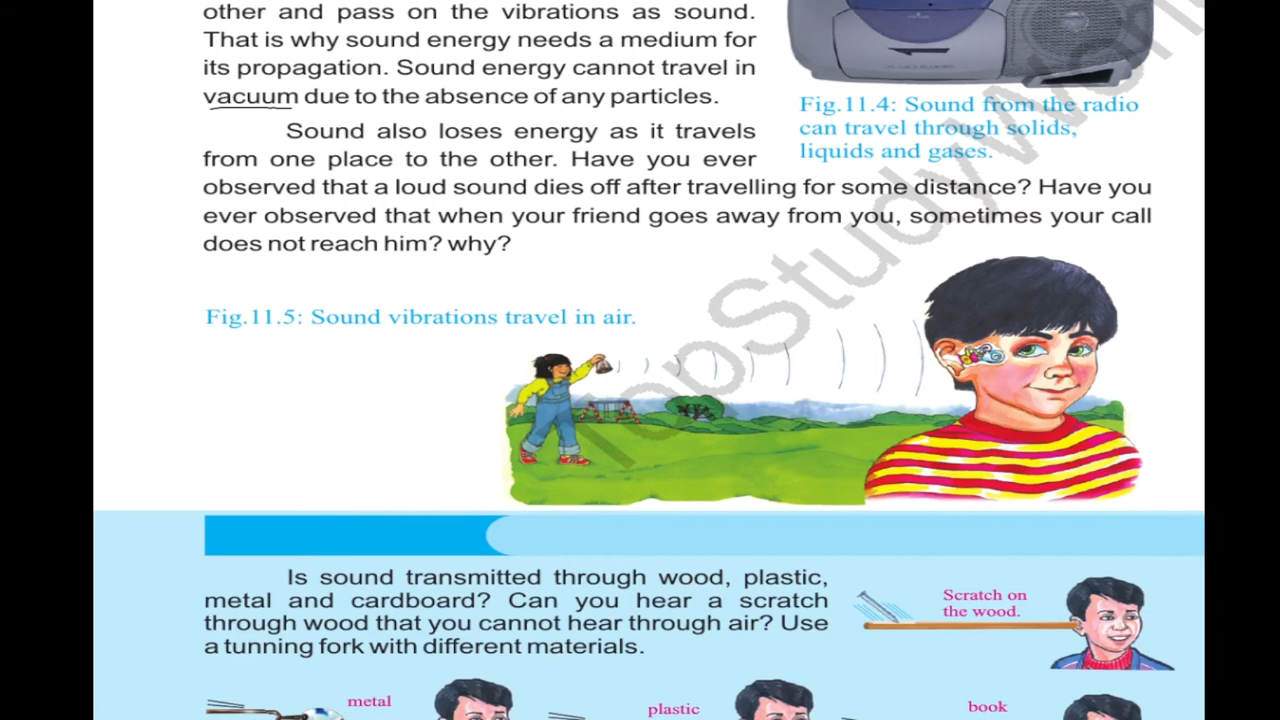 other and pass on the vibrations as sound.
That is why sound energy needs a medium for
its propagation. Sound energy cannot travel in
vacuum due to the absence of any particles.
Fig.11.4: Sound from the radio
can travel through solids,
liquids and gases.
Sound also loses energy as it travels
from one place to the other. Have you ever
observed that a loud sound dies off after travelling for some distance? Have you
ever observed that when your friend goes away from you, sometimes your call
does not reach him? why?
Fig.11.5: Sound vibrations travel in air.
Is sound transmitted through wood, plastic,
metal and cardboard? Can you hear a scratch
through wood that you cannot hear through air? Use
a tunning fork with different materials.
Scratch on
the wood.
metal
plastic
book
TopStudyWorl